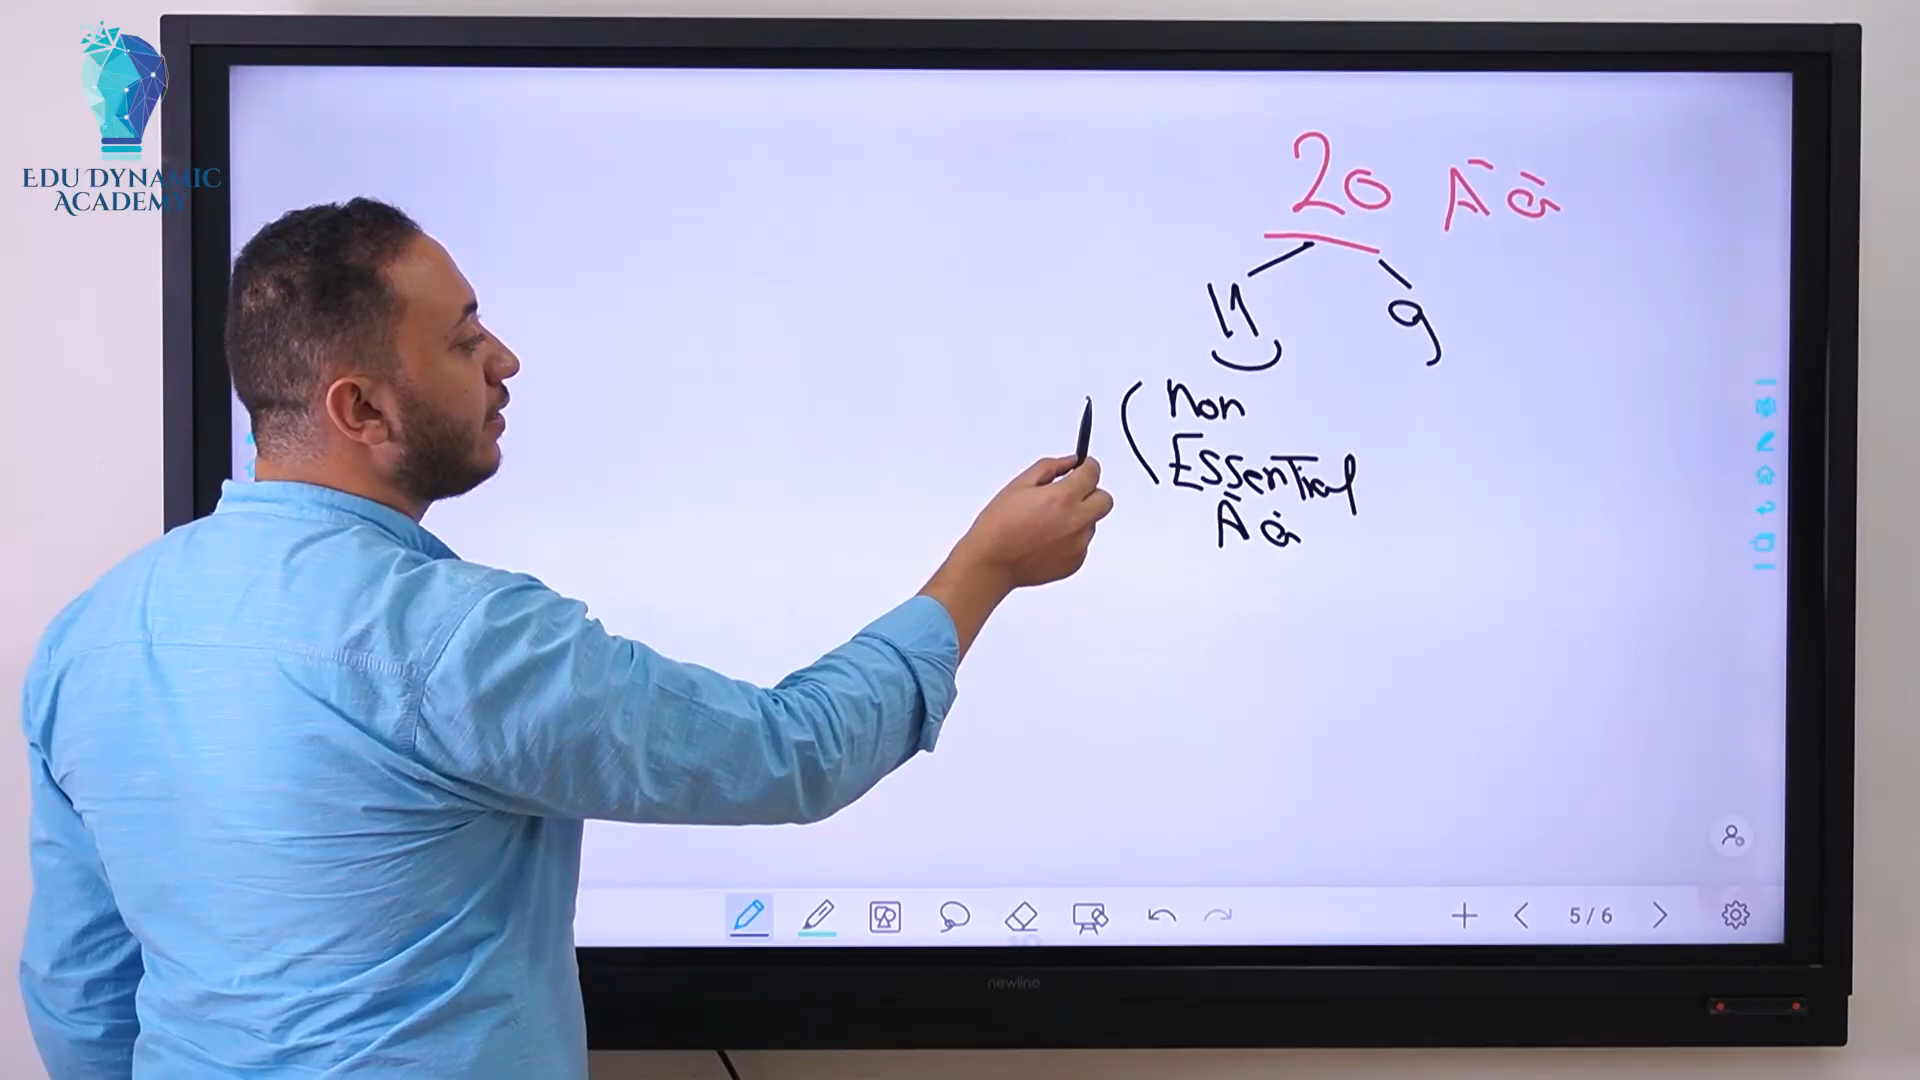 EDU DYNAMIC
ACADEMY
20 A a
11 9
non
Essential
A a
5 / 6
newline